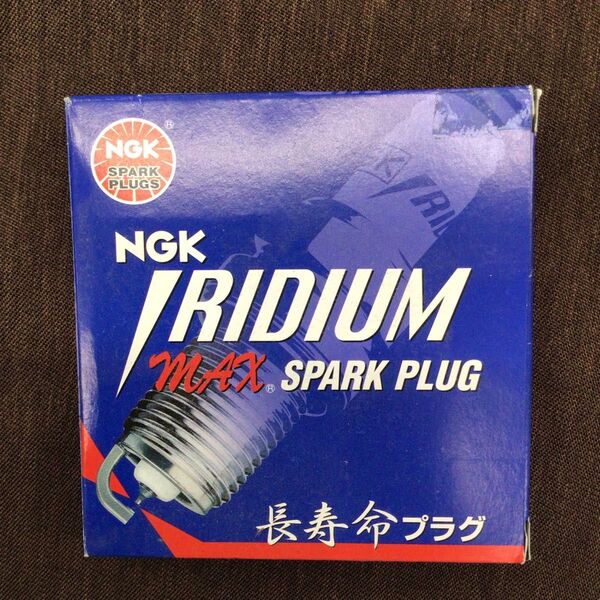 NGK
SPARK
PLUGS
®
NGK
IRIDIUM
MAX® SPARK PLUG
長寿命プラグ